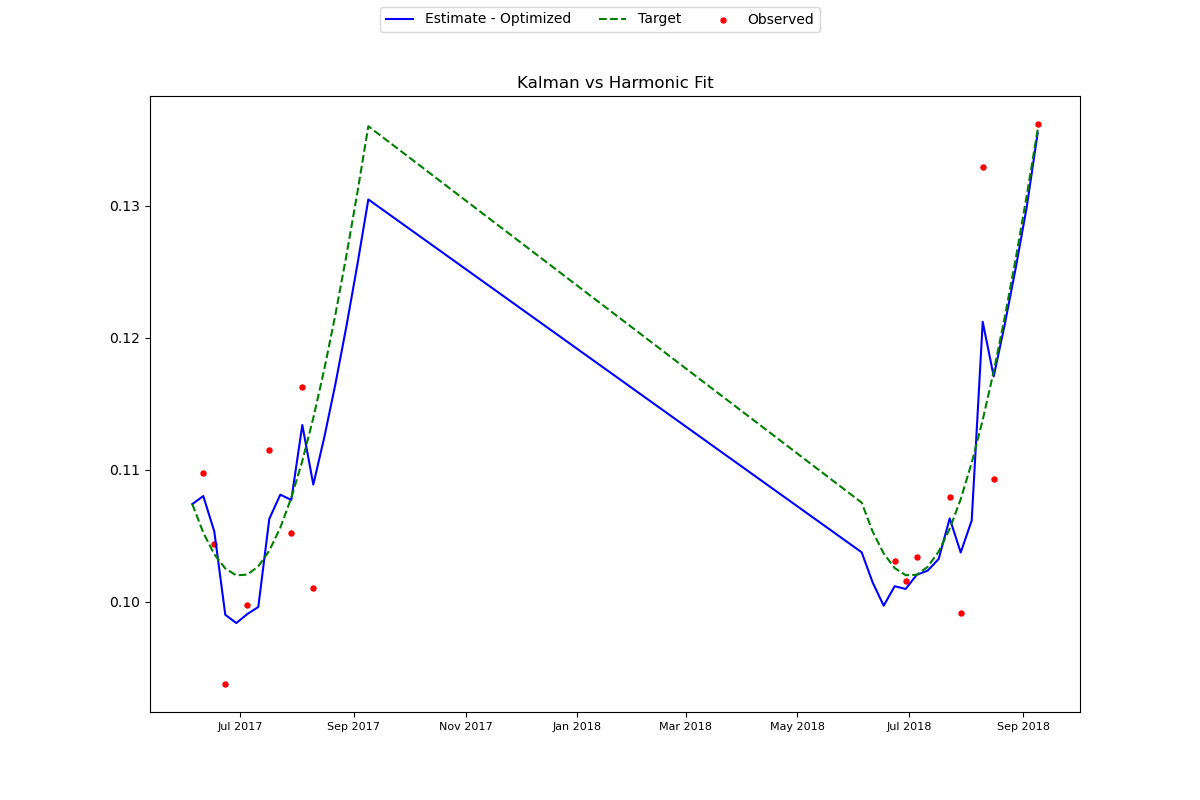 Estimate - Optimized Target Observed
Kalman vs Harmonic Fit
0.13
0.12
0.11
0.10
Jul 2017 Sep 2017 Nov 2017 Jan 2018 Mar 2018 May 2018 Jul 2018 Sep 2018